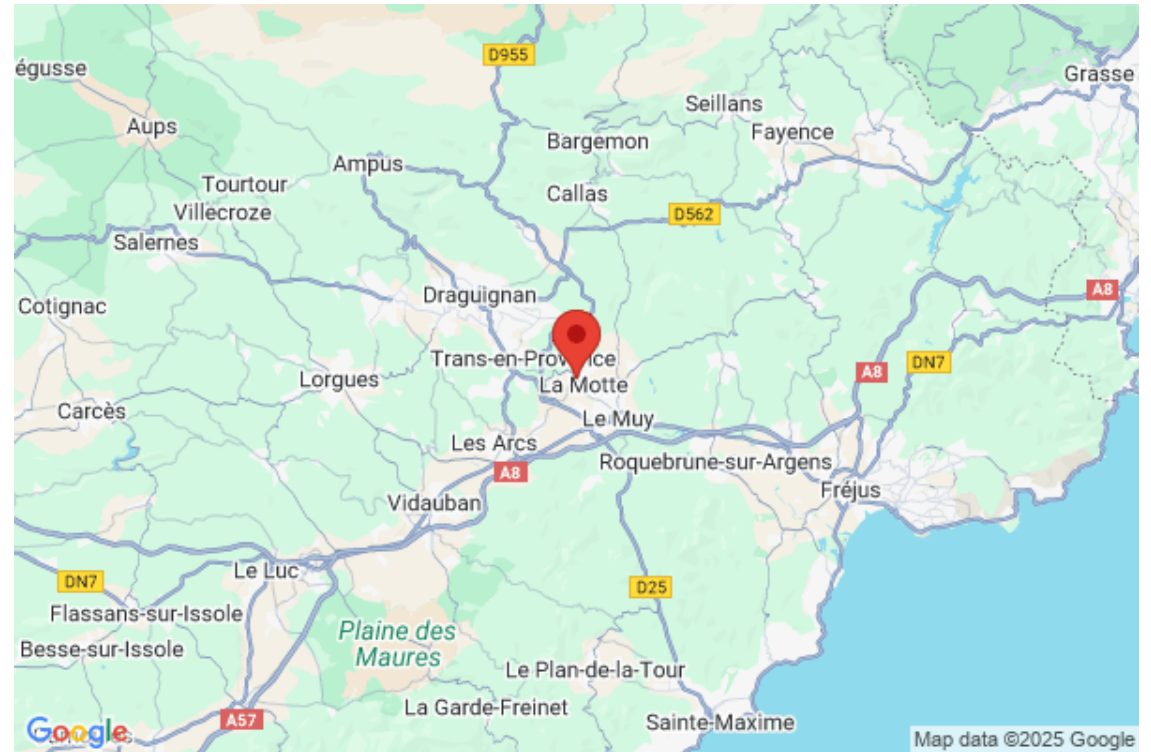 D955
égusse
Grasse
Seillans
Aups
Fayence
Bargemon
Ampus
Tourtour
Callas
Villecroze
D562
Salernes
A8
Draguignan
Cotignac
Trans-en-Provence
DN7
A8
Lorgues
La Motte
Carcès
Le Muy
Les Arcs
A8
Roquebrune-sur-Argens
Fréjus
Vidauban
Le Luc
DN7
D25
Flassans-sur-Issole
Plaine des
Maures
Besse-sur-Issole
Le Plan-de-la-Tour
La Garde-Freinet
A57
Sainte-Maxime
Google
Map data ©2025 Google